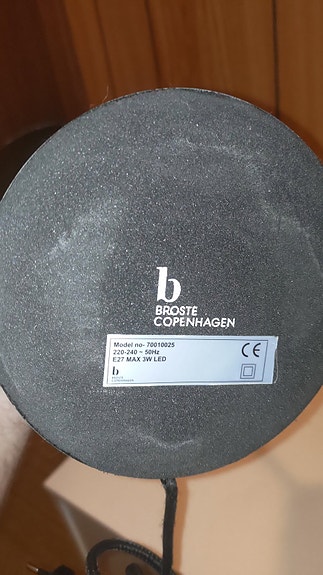 b
BROSTE
COPENHAGEN
Model no- 70010025
220-240 ~ 50Hz
E27 MAX 3W LED
CE
b
BROSTE
COPENHAGEN